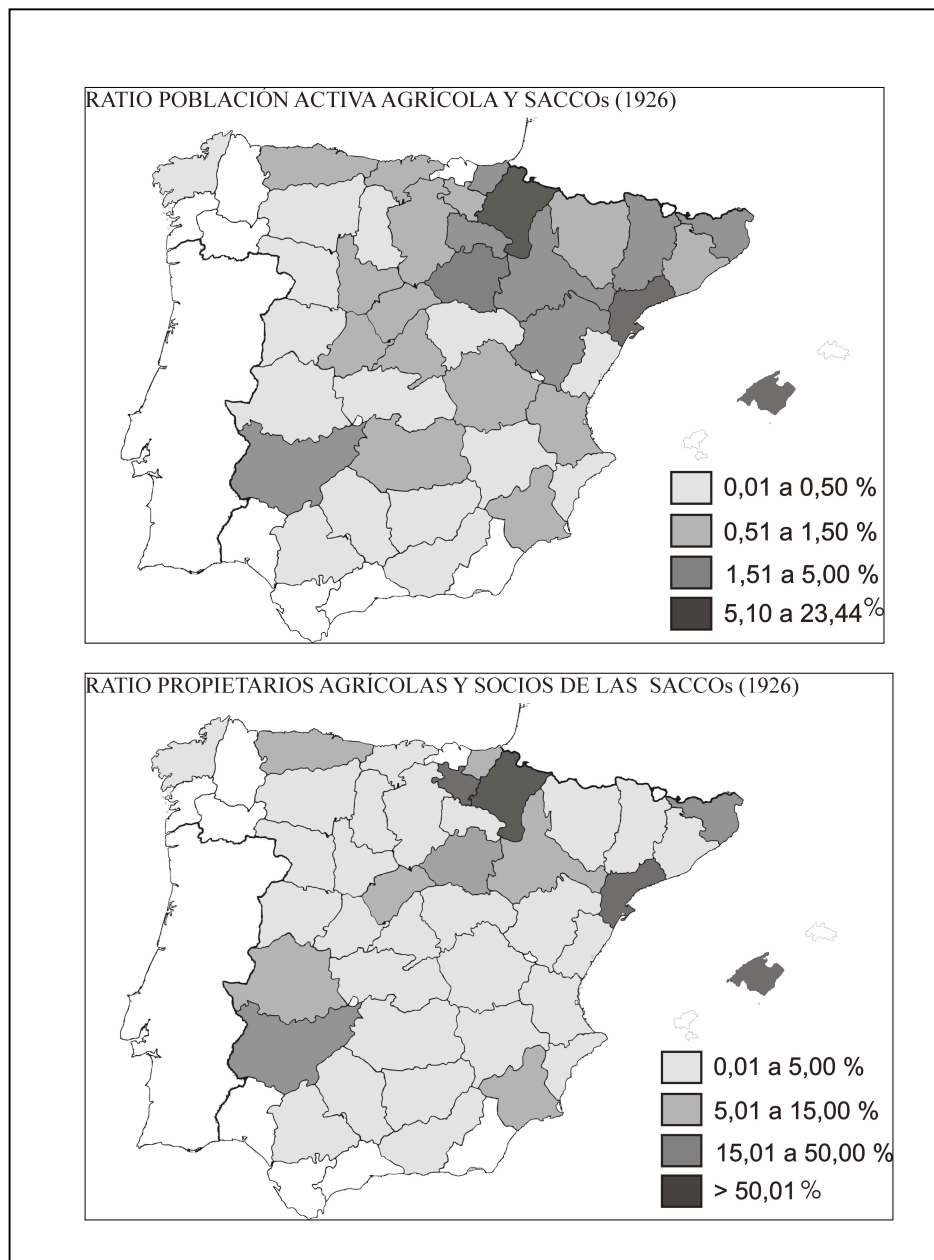 RATIO POBLACIÓN ACTIVA AGRÍCOLA Y SACCOs (1926)
0,01 a 0,50 %
0,51 a 1,50 %
1,51 a 5,00 %
5,10 a 23,44 %
RATIO PROPIETARIOS AGRÍCOLAS Y SOCIOS DE LAS SACCOs (1926)
0,01 a 5,00 %
5,01 a 15,00 %
15,01 a 50,00 %
> 50,01 %